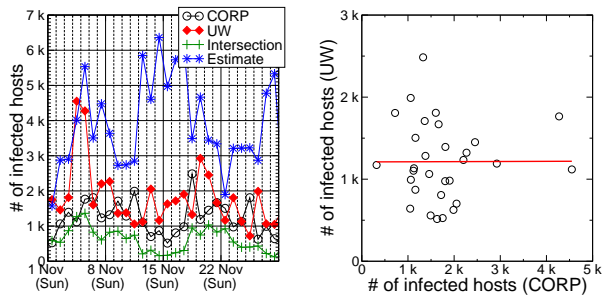 7 k
6 k
5 k
4 k
3 k
2 k
1 k
0
# of infected hosts
CORP
UW
Intersection
Estimate
1 Nov
(Sun)
8 Nov
(Sun)
15 Nov
(Sun)
22 Nov
(Sun)
3 k
2 k
1 k
0
# of infected hosts (UW)
0 1 k 2 k 3 k 4 k 5 k
# of infected hosts (CORP)